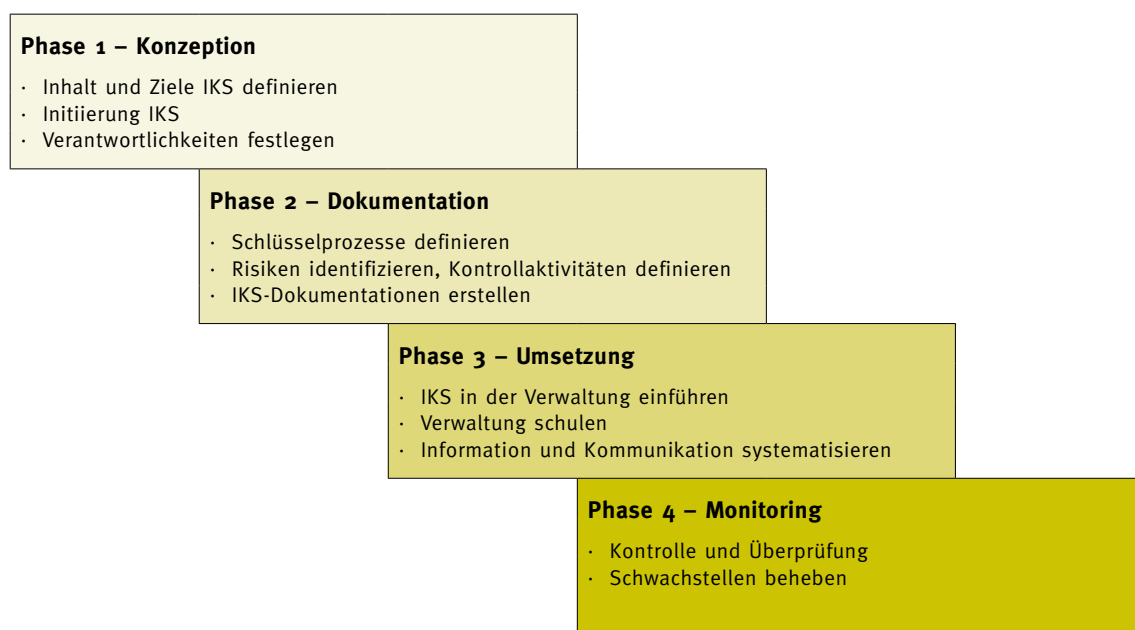 Phase 1 – Konzeption
· Inhalt und Ziele IKS definieren
· Initiierung IKS
· Verantwortlichkeiten festlegen
Phase 2 – Dokumentation
· Schlüsselprozesse definieren
· Risiken identifizieren, Kontrollaktivitäten definieren
· IKS-Dokumentationen erstellen
Phase 3 – Umsetzung
· IKS in der Verwaltung einführen
· Verwaltung schulen
· Information und Kommunikation systematisieren
Phase 4 – Monitoring
· Kontrolle und Überprüfung
· Schwachstellen beheben